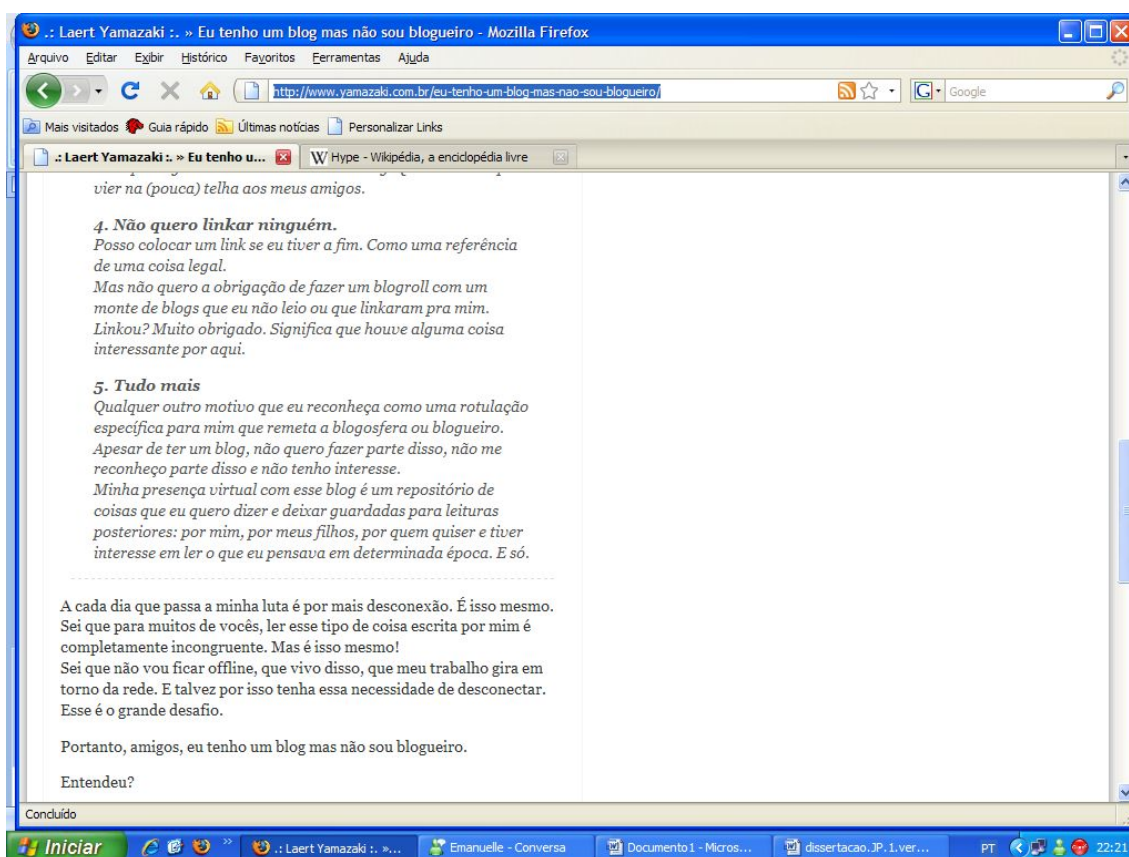 .: Laert Yamazaki :. » Eu tenho um blog mas não sou blogueiro - Mozilla Firefox
Arquivo Editar Exibir Histórico Favoritos Ferramentas Ajuda
http://www.yamazaki.com.br/eu-tenho-um-blog-mas-nao-sou-blogueiro/ G Google
Mais visitados Guia rápido Últimas notícias Personalizar Links
.: Laert Yamazaki :. » Eu tenho u... W Hype - Wikipédia, a enciclopédia livre
vier na (pouca) telha aos meus amigos.
4. Não quero linkar ninguém.
Posso colocar um link se eu tiver a fim. Como uma referência
de uma coisa legal.
Mas não quero a obrigação de fazer um blogroll com um
monte de blogs que eu não leio ou que linkaram pra mim.
Linkou? Muito obrigado. Significa que houve alguma coisa
interessante por aqui.
5. Tudo mais
Qualquer outro motivo que eu reconheça como uma rotulação
específica para mim que remeta a blogosfera ou blogueiro.
Apesar de ter um blog, não quero fazer parte disso, não me
reconheço parte disso e não tenho interesse.
Minha presença virtual com esse blog é um repositório de
coisas que eu quero dizer e deixar guardadas para leituras
posteriores: por mim, por meus filhos, por quem quiser e tiver
interesse em ler o que eu pensava em determinada época. E só.
A cada dia que passa a minha luta é por mais desconexão. É isso mesmo.
Sei que para muitos de vocês, ler esse tipo de coisa escrita por mim é
completamente incongruente. Mas é isso mesmo!
Sei que não vou ficar offline, que vivo disso, que meu trabalho gira em
torno da rede. E talvez por isso tenha essa necessidade de desconectar.
Esse é o grande desafio.
Portanto, amigos, eu tenho um blog mas não sou blogueiro.
Entendeu?
Concluído
Iniciar .: Laert Yamazaki :. »... Emanuelle - Conversa Documento1 - Micros... dissertacao.JP.1.ver... PT 22:21